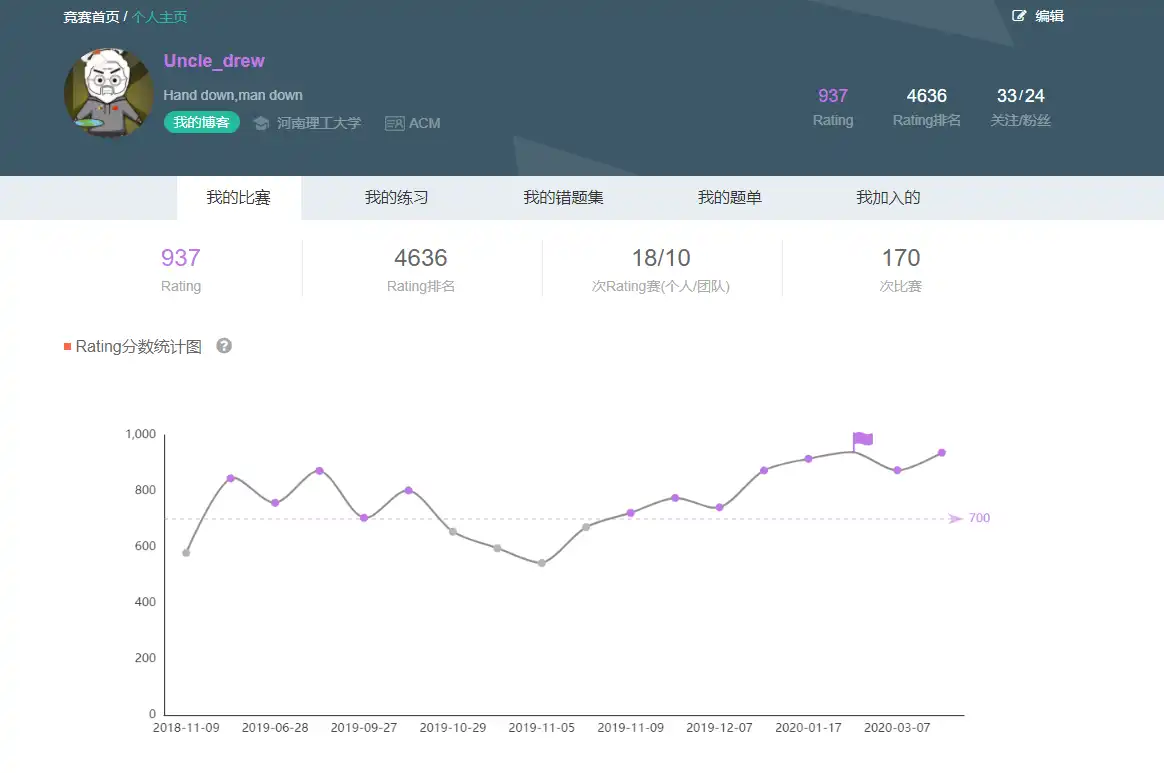 竞赛首页 / 个人主页
编辑
Uncle_drew
Hand down,man down
我的博客 河南理工大学 ACM
937 4636 33/24
Rating Rating排名 关注/粉丝
我的比赛 我的练习 我的错题集 我的题单 我加入的
937 4636 18/10 170
Rating Rating排名 次Rating赛(个人/团队) 次比赛
Rating分数统计图 ?
1,000
800
700
600
400
200
0
2018-11-09 2019-06-28 2019-09-27 2019-10-29 2019-11-05 2019-11-09 2019-12-07 2020-01-17 2020-03-07